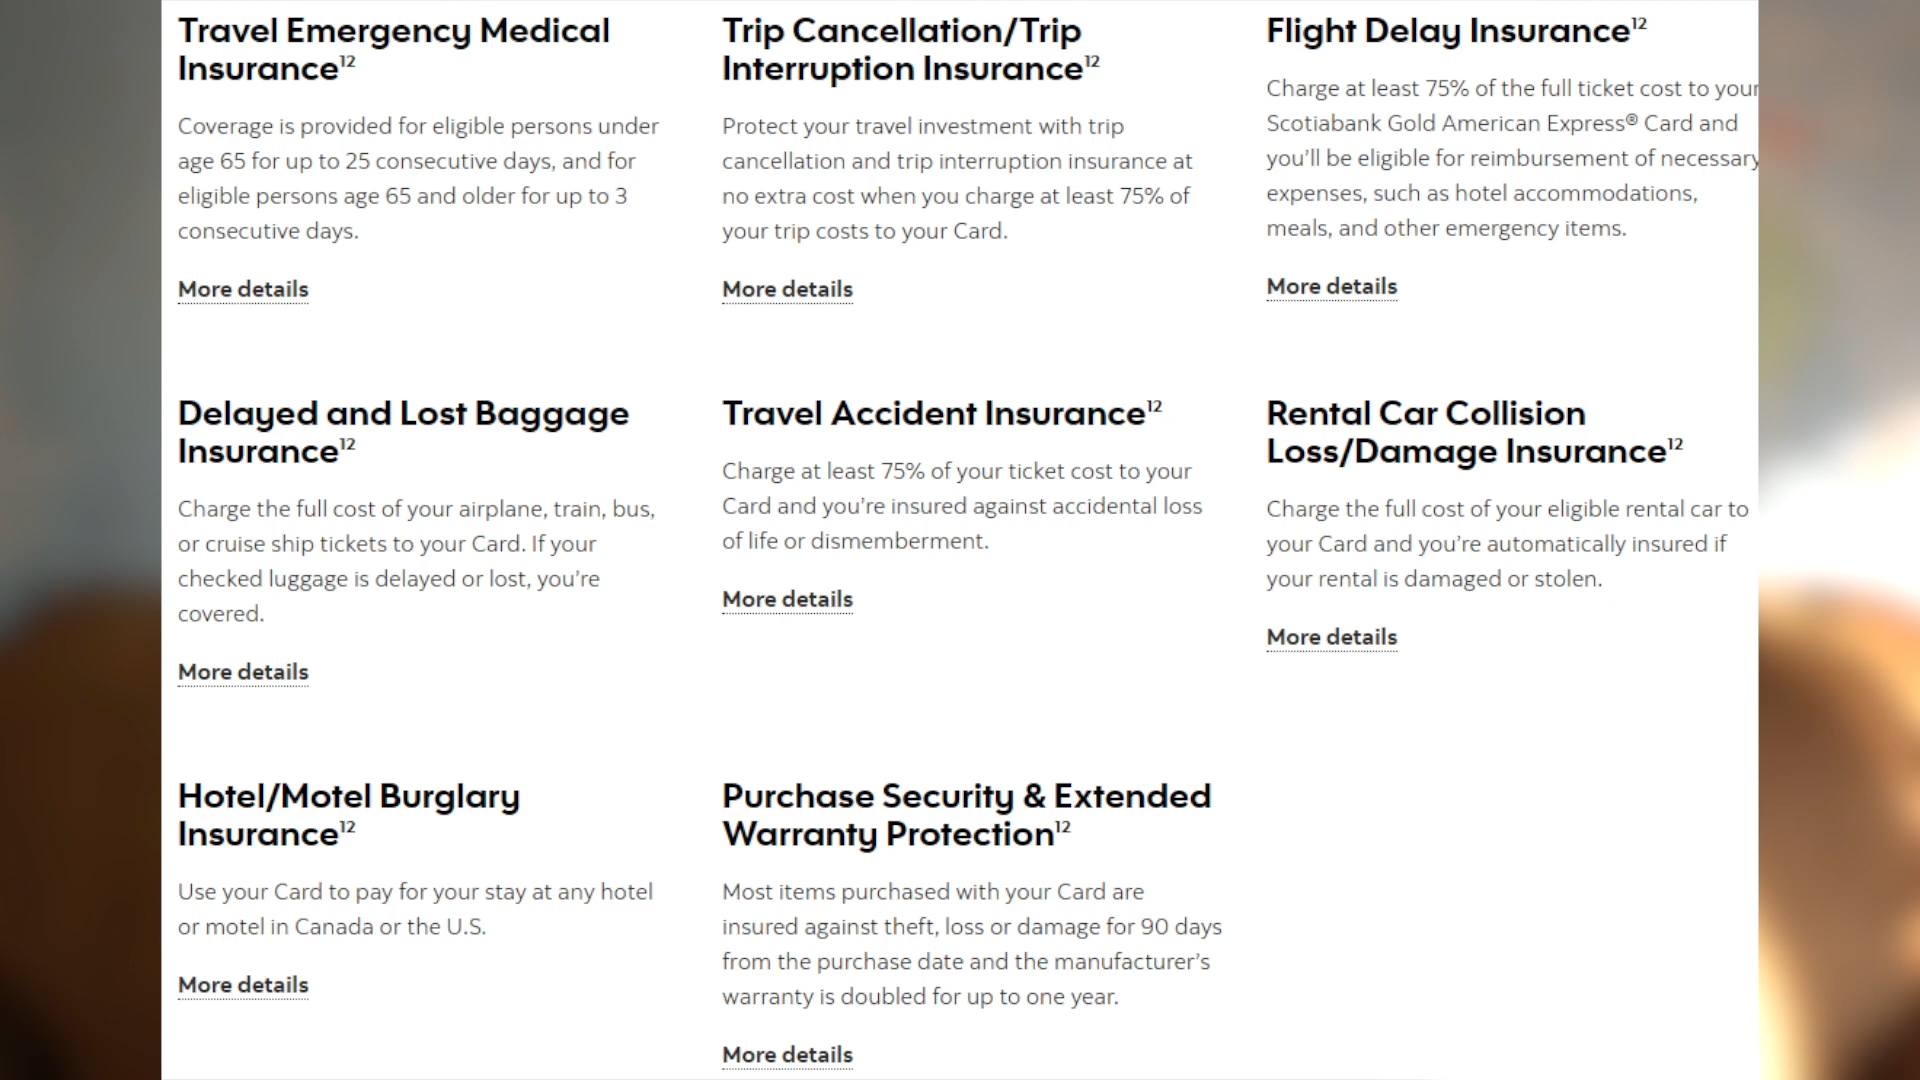 Travel Emergency Medical
Insurance¹²
Coverage is provided for eligible persons under
age 65 for up to 25 consecutive days, and for
eligible persons age 65 and older for up to 3
consecutive days.
More details
Trip Cancellation/Trip
Interruption Insurance¹²
Protect your travel investment with trip
cancellation and trip interruption insurance at
no extra cost when you charge at least 75% of
your trip costs to your Card.
More details
Flight Delay Insurance¹²
Charge at least 75% of the full ticket cost to your
Scotiabank Gold American Express® Card and
you’ll be eligible for reimbursement of necessary
expenses, such as hotel accommodations,
meals, and other emergency items.
More details
Delayed and Lost Baggage
Insurance¹²
Charge the full cost of your airplane, train, bus,
or cruise ship tickets to your Card. If your
checked luggage is delayed or lost, you’re
covered.
More details
Travel Accident Insurance¹²
Charge at least 75% of your ticket cost to your
Card and you’re insured against accidental loss
of life or dismemberment.
More details
Rental Car Collision
Loss/Damage Insurance¹²
Charge the full cost of your eligible rental car to
your Card and you’re automatically insured if
your rental is damaged or stolen.
More details
Hotel/Motel Burglary
Insurance¹²
Use your Card to pay for your stay at any hotel
or motel in Canada or the U.S.
More details
Purchase Security & Extended
Warranty Protection¹²
Most items purchased with your Card are
insured against theft, loss or damage for 90 days
from the purchase date and the manufacturer’s
warranty is doubled for up to one year.
More details